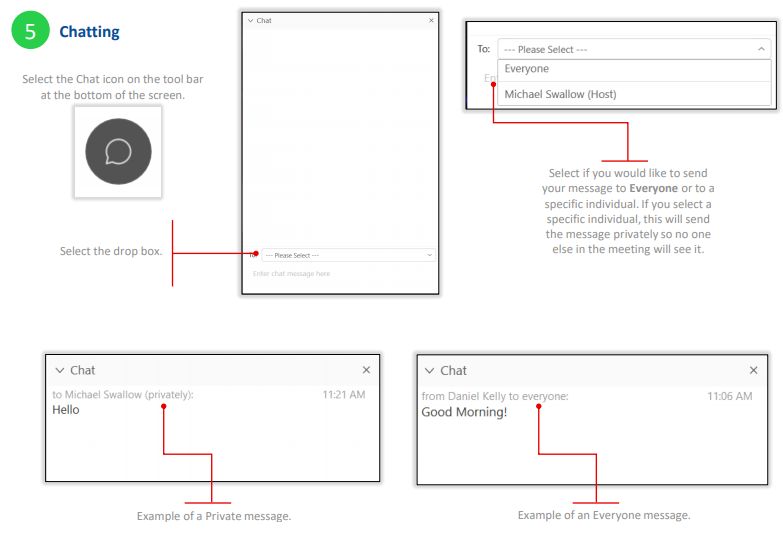 5 Chatting
Select the Chat icon on the tool bar
at the bottom of the screen.
Select the drop box.
Chat
To: --- Please Select ---
Enter chat message here
To: --- Please Select ---
Everyone
Michael Swallow (Host)
Select if you would like to send
your message to Everyone or to a
specific individual. If you select a
specific individual, this will send
the message privately so no one
else in the meeting will see it.
Chat
to Michael Swallow (privately): 11:21 AM
Hello
Example of a Private message.
Chat
from Daniel Kelly to everyone: 11:06 AM
Good Morning!
Example of an Everyone message.